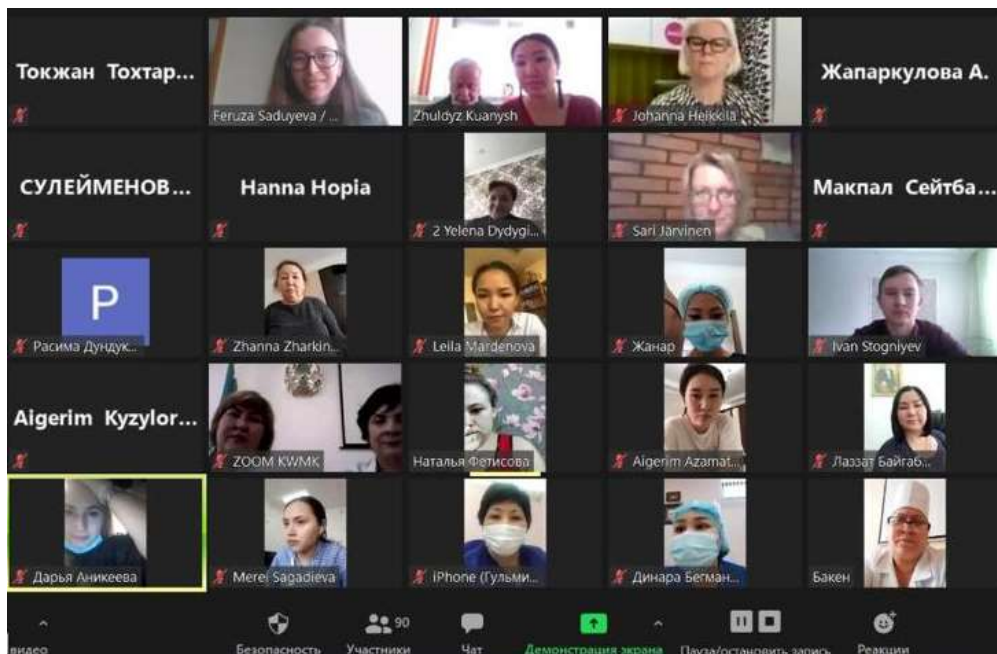 Токжан Тохтар...
Feruza Saduyeva / ...
Zhuldyz Kuanysh
Johanna Heikkilä
Жапаркулова А.
СУЛЕЙМЕНОВ...
Hanna Hopia
2 Yelena Dydygi...
Sari Järvinen
Макпал Сейтба...
P
Расима Дундук...
Zhanna Zharkin...
Leila Mardenova
Жанар
Ivan Stogniyev
Aigerim Kyzylor...
ZOOM KWMK
Наталья Фетисова
Aigerim Azamat...
Лаззат Байгаб...
Дарья Аникеева
Merei Sagadieva
iPhone (Гульми...
Динара Бегман...
Бакен
видео
Безопасность
90
Участники
Чат
Демонстрация экрана
Пауза/остановить запись
Реакции